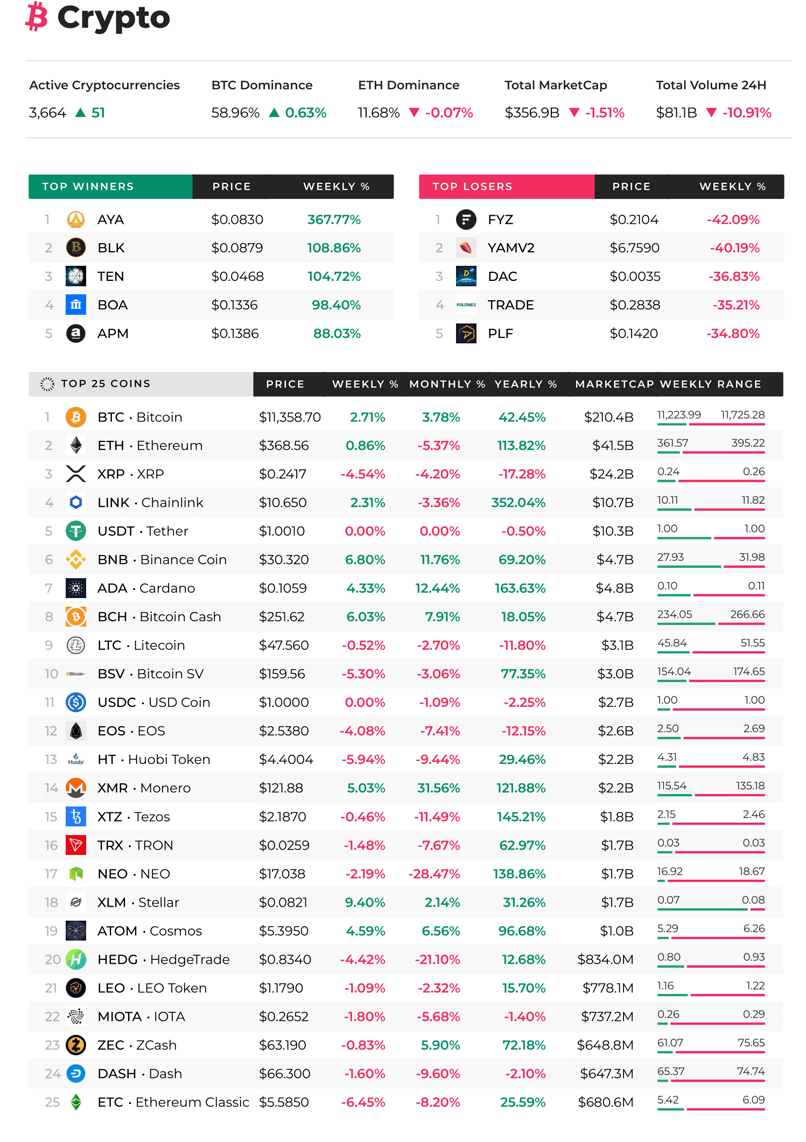 Crypto
Active Cryptocurrencies BTC Dominance ETH Dominance Total MarketCap Total Volume 24H
3,664 ▲ 51 58.96% ▲ 0.63% 11.68% ▼ -0.07% $356.9B ▼ -1.51% $81.1B ▼ -10.91%
TOP WINNERS PRICE WEEKLY %
1 AYA $0.0830 367.77%
2 BLK $0.0879 108.86%
3 TEN $0.0468 104.72%
4 BOA $0.1336 98.40%
5 APM $0.1386 88.03%
TOP LOSERS PRICE WEEKLY %
1 FYZ $0.2104 -42.09%
2 YAMV2 $6.7590 -40.19%
3 DAC $0.0035 -36.83%
4 POLONIEX TRADE $0.2838 -35.21%
5 PLF $0.1420 -34.80%
TOP 25 COINS PRICE WEEKLY % MONTHLY % YEARLY % MARKETCAP WEEKLY RANGE
1 BTC · Bitcoin $11,358.70 2.71% 3.78% 42.45% $210.4B 11,223.99 11,725.28
2 ETH · Ethereum $368.56 0.86% -5.37% 113.82% $41.5B 361.57 395.22
3 XRP · XRP $0.2417 -4.54% -4.20% -17.28% $24.2B 0.24 0.26
4 LINK · Chainlink $10.650 2.31% -3.36% 352.04% $10.7B 10.11 11.82
5 USDT · Tether $1.0010 0.00% 0.00% -0.50% $10.3B 1.00 1.00
6 BNB · Binance Coin $30.320 6.80% 11.76% 69.20% $4.7B 27.93 31.98
7 ADA · Cardano $0.1059 4.33% 12.44% 163.63% $4.8B 0.10 0.11
8 BCH · Bitcoin Cash $251.62 6.03% 7.91% 18.05% $4.7B 234.05 266.66
9 LTC · Litecoin $47.560 -0.52% -2.70% -11.80% $3.1B 45.84 51.55
10 BSV · Bitcoin SV $159.56 -5.30% -3.06% 77.35% $3.0B 154.04 174.65
11 USDC · USD Coin $1.0000 0.00% -1.09% -2.25% $2.7B 1.00 1.00
12 EOS · EOS $2.5380 -4.08% -7.41% -12.15% $2.6B 2.50 2.69
13 Huobi HT · Huobi Token $4.4004 -5.94% -9.44% 29.46% $2.2B 4.31 4.83
14 XMR · Monero $121.88 5.03% 31.56% 121.88% $2.2B 115.54 135.18
15 XTZ · Tezos $2.1870 -0.46% -11.49% 145.21% $1.8B 2.15 2.46
16 TRX · TRON $0.0259 -1.48% -7.67% 62.97% $1.7B 0.03 0.03
17 NEO · NEO $17.038 -2.19% -28.47% 138.86% $1.7B 16.92 18.67
18 XLM · Stellar $0.0821 9.40% 2.14% 31.26% $1.7B 0.07 0.08
19 ATOM · Cosmos $5.3950 4.59% 6.56% 96.68% $1.0B 5.29 6.26
20 HEDG · HedgeTrade $0.8340 -4.42% -21.10% 12.68% $834.0M 0.80 0.93
21 LEO · LEO Token $1.1790 -1.09% -2.32% 15.70% $778.1M 1.16 1.22
22 MIOTA · IOTA $0.2652 -1.80% -5.68% -1.40% $737.2M 0.26 0.29
23 ZEC · ZCash $63.190 -0.83% 5.90% 72.18% $648.8M 61.07 75.65
24 DASH · Dash $66.300 -1.60% -9.60% -2.10% $647.3M 65.37 74.74
25 ETC · Ethereum Classic $5.5850 -6.45% -8.20% 25.59% $680.6M 5.42 6.09